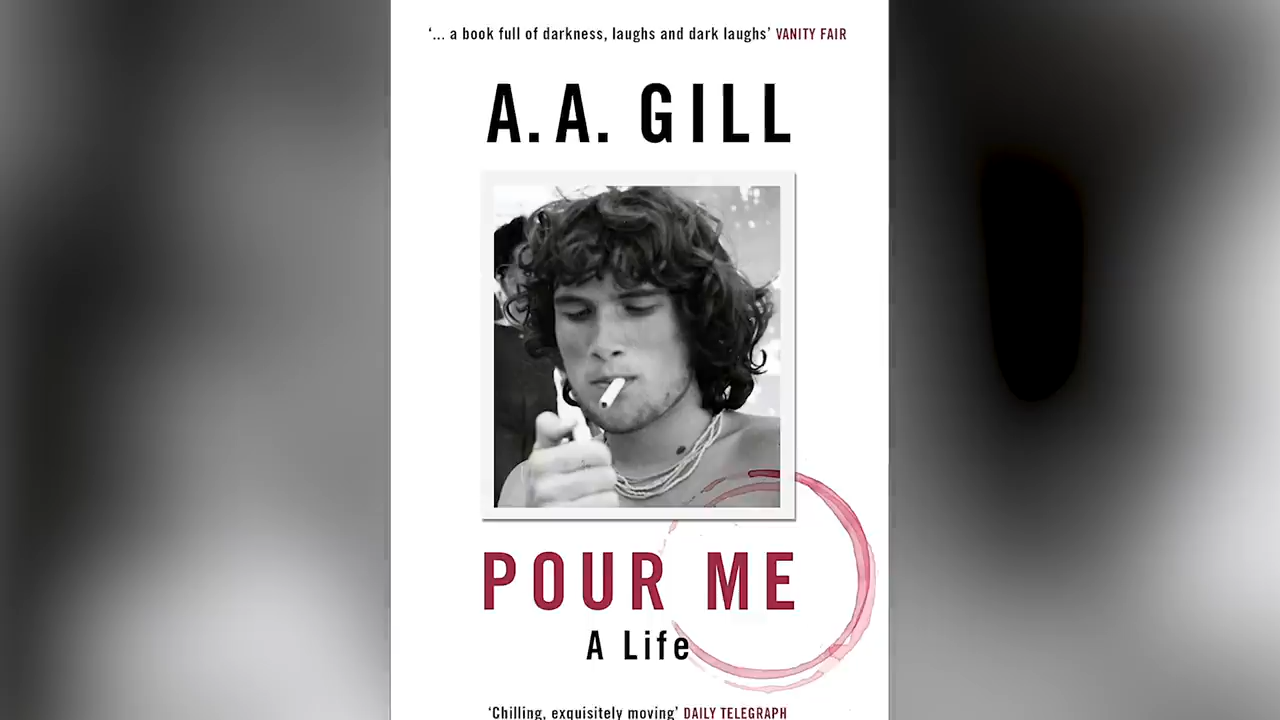 ‘... a book full of darkness, laughs and dark laughs’ VANITY FAIR
A.A. GILL
POUR ME
A Life
‘Chilling, exquisitely moving’ DAILY TELEGRAPH